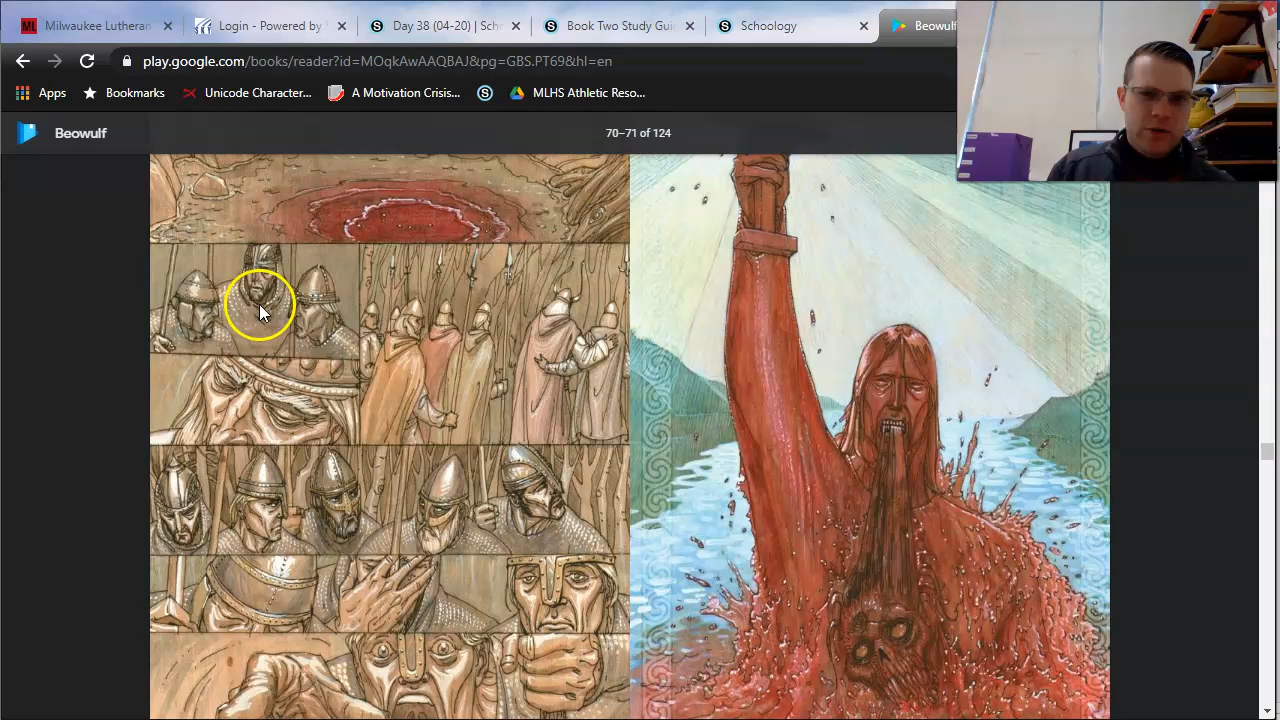 ML Milwaukee Lutheran
Login - Powered by
S Day 38 (04-20) | Sch
S Book Two Study Gui
S Schoology
Beowulf
play.google.com/books/reader?id=MOqkAwAAQBAJ&pg=GBS.PT69&hl=en
Apps
Bookmarks
Unicode Character...
A Motivation Crisis...
S
MLHS Athletic Reso...
Beowulf
70–71 of 124